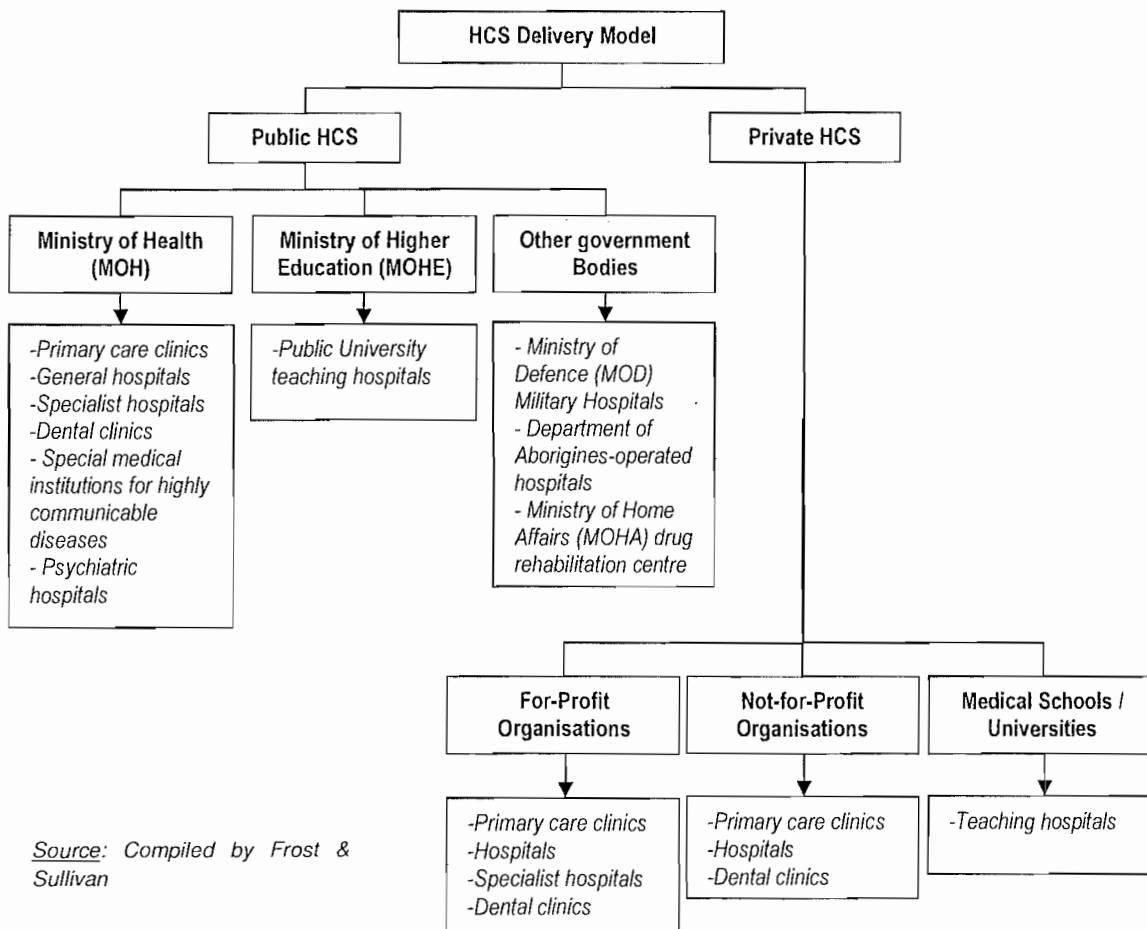 HCS Delivery Model
Public HCS
Private HCS
Ministry of Health
(MOH)
Ministry of Higher
Education (MOHE)
Other government
Bodies
-Primary care clinics
-General hospitals
-Specialist hospitals
-Dental clinics
- Special medical
institutions for highly
communicable
diseases
- Psychiatric
hospitals
-Public University
teaching hospitals
- Ministry of
Defence (MOD)
Military Hospitals
- Department of
Aborigines-operated
hospitals
- Ministry of Home
Affairs (MOHA) drug
rehabilitation centre
For-Profit
Organisations
Not-for-Profit
Organisations
Medical Schools /
Universities
-Primary care clinics
-Hospitals
-Specialist hospitals
-Dental clinics
-Primary care clinics
-Hospitals
-Dental clinics
-Teaching hospitals
Source: Compiled by Frost &
Sullivan